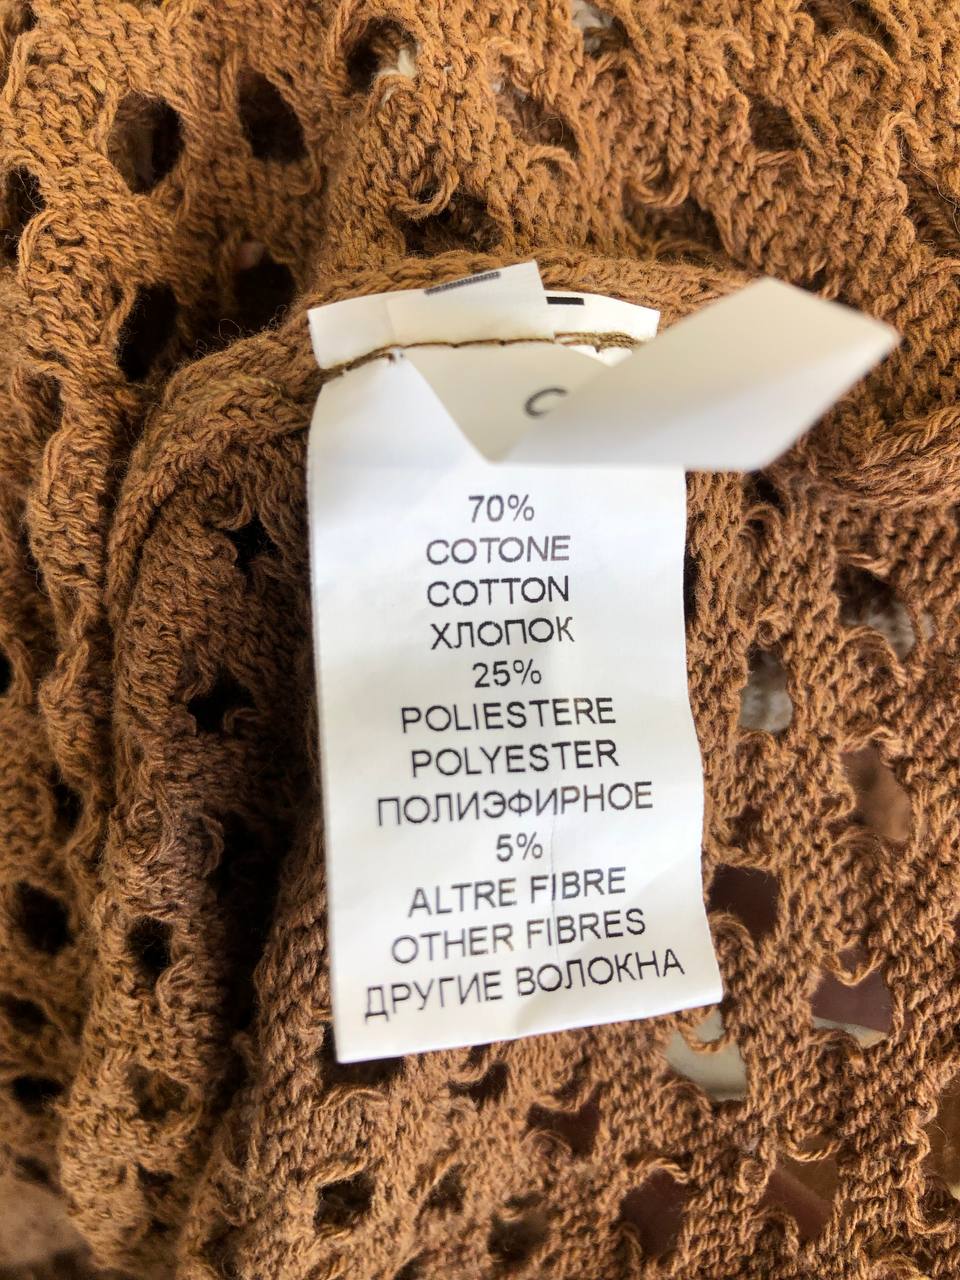 C
70%
COTONE
COTTON
ХЛОПОК
25%
POLIESTERE
POLYESTER
ПОЛИЭФИРНОЕ
5%
ALTRE FIBRE
OTHER FIBRES
ДРУГИЕ ВОЛОКНА